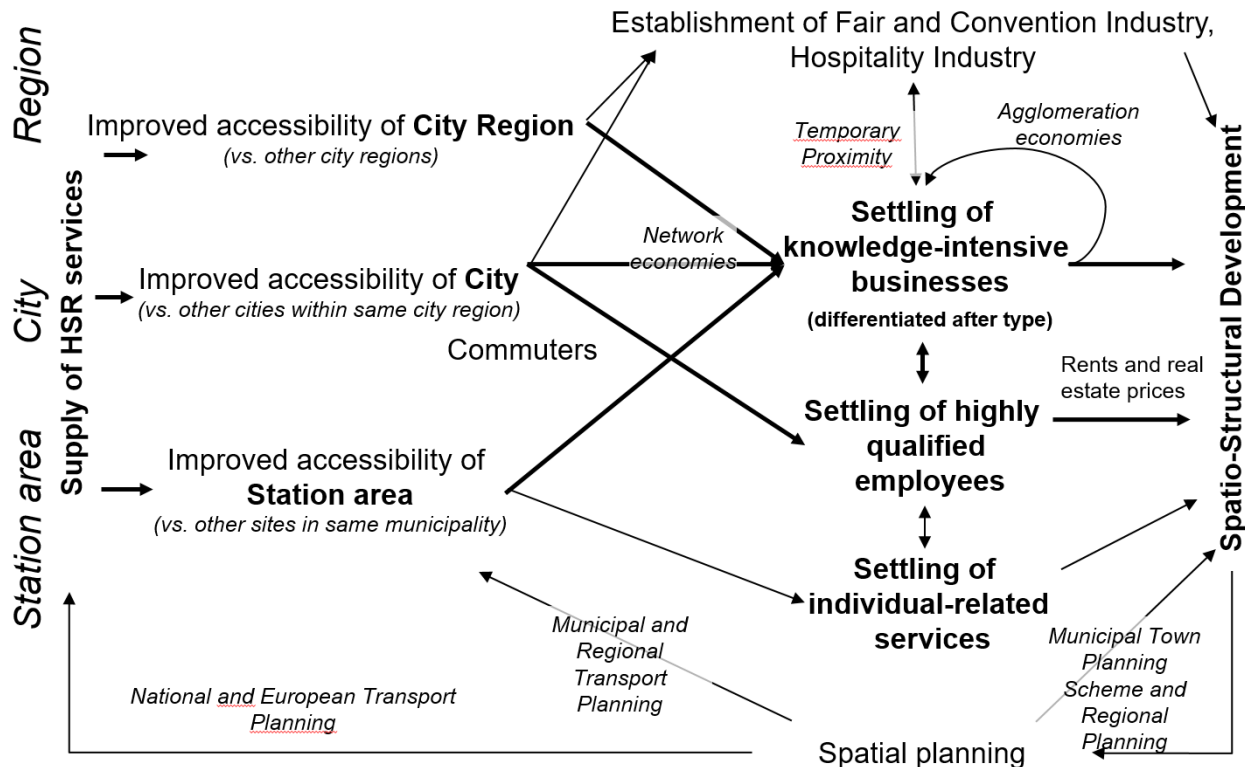 Region
City
Station area
Supply of HSR services
Establishment of Fair and Convention Industry,
Hospitality Industry
Improved accessibility of City Region
(vs. other city regions)
Temporary
Proximity
Agglomeration
economies
Network
economies
Settling of
knowledge-intensive
businesses
(differentiated after type)
Improved accessibility of City
(vs. other cities within same city region)
Commuters
Rents and real
estate prices
Settling of highly
qualified
employees
Improved accessibility of
Station area
(vs. other sites in same municipality)
Settling of
individual-related
services
Spatio-Structural Development
Municipal and
Regional
Transport
Planning
Municipal Town
Planning
Scheme and
Regional
Planning
National and European Transport
Planning
Spatial planning